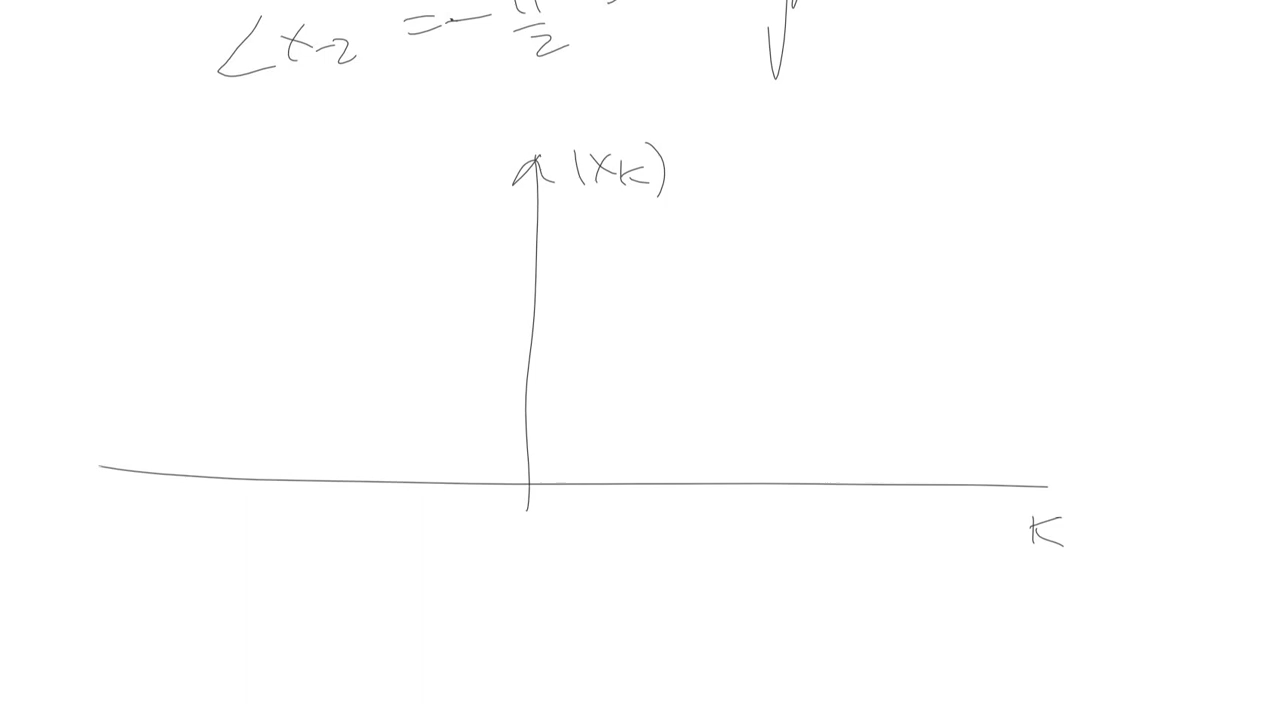 ∠x-2 = -π/2
|XK)
K